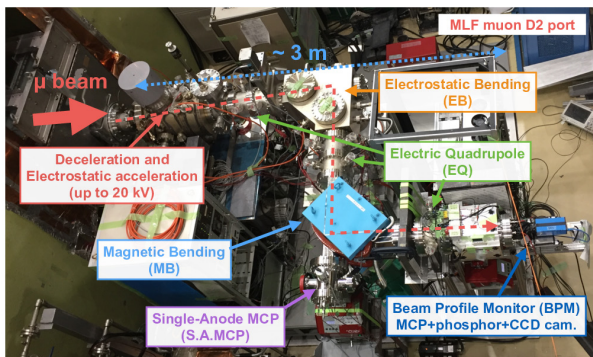 MLF muon D2 port
~ 3 m
μ beam
Electrostatic Bending
(EB)
Deceleration and
Electrostatic acceleration
(up to 20 kV)
Electric Quadrupole
(EQ)
Magnetic Bending
(MB)
Single-Anode MCP
(S.A.MCP)
Beam Profile Monitor (BPM)
MCP+phosphor+CCD cam.